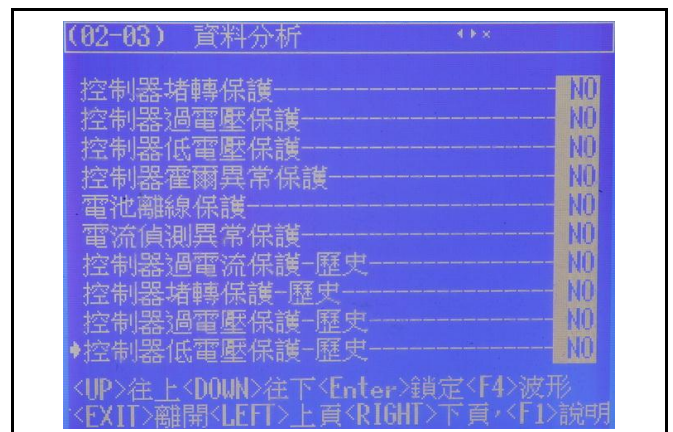 (02-03) 資料分析
控制器堵轉保護---------------------NO
控制器過電壓保護-------------------NO
控制器低電壓保護-------------------NO
控制器霍爾異常保護-----------------NO
電池離線保護-----------------------NO
電流偵測異常保護-------------------NO
控制器過電流保護-歷史--------------NO
控制器堵轉保護-歷史----------------NO
控制器過電壓保護-歷史--------------NO
控制器低電壓保護-歷史--------------NO
<UP>往上<DOWN>往下<Enter>鎖定<F4>波形
<EXIT>離開<LEFT>上頁<RIGHT>下頁,<F1>說明